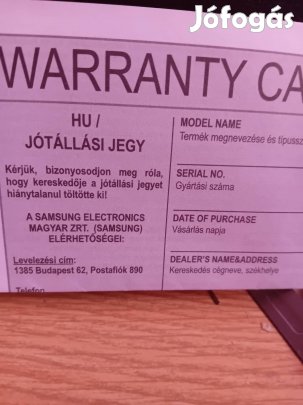 Jófogás
WARRANTY CA
HU /
JÓTÁLLÁSI JEGY
Kérjük, bizonyosodjon meg róla,
hogy kereskedője a jótállási jegyet
hiánytalanul töltötte ki!
A SAMSUNG ELECTRONICS
MAGYAR ZRT. (SAMSUNG)
ELÉRHETŐSÉGEI:
Levelezési cím:
1385 Budapest 62, Postafiók 890
Telefon
MODEL NAME
Termék megnevezése és típussz
SERIAL NO.
Gyártási száma
DATE OF PURCHASE
Vásárlás napja
DEALER'S NAME&ADDRESS
Kereskedés cégneve, székhelye